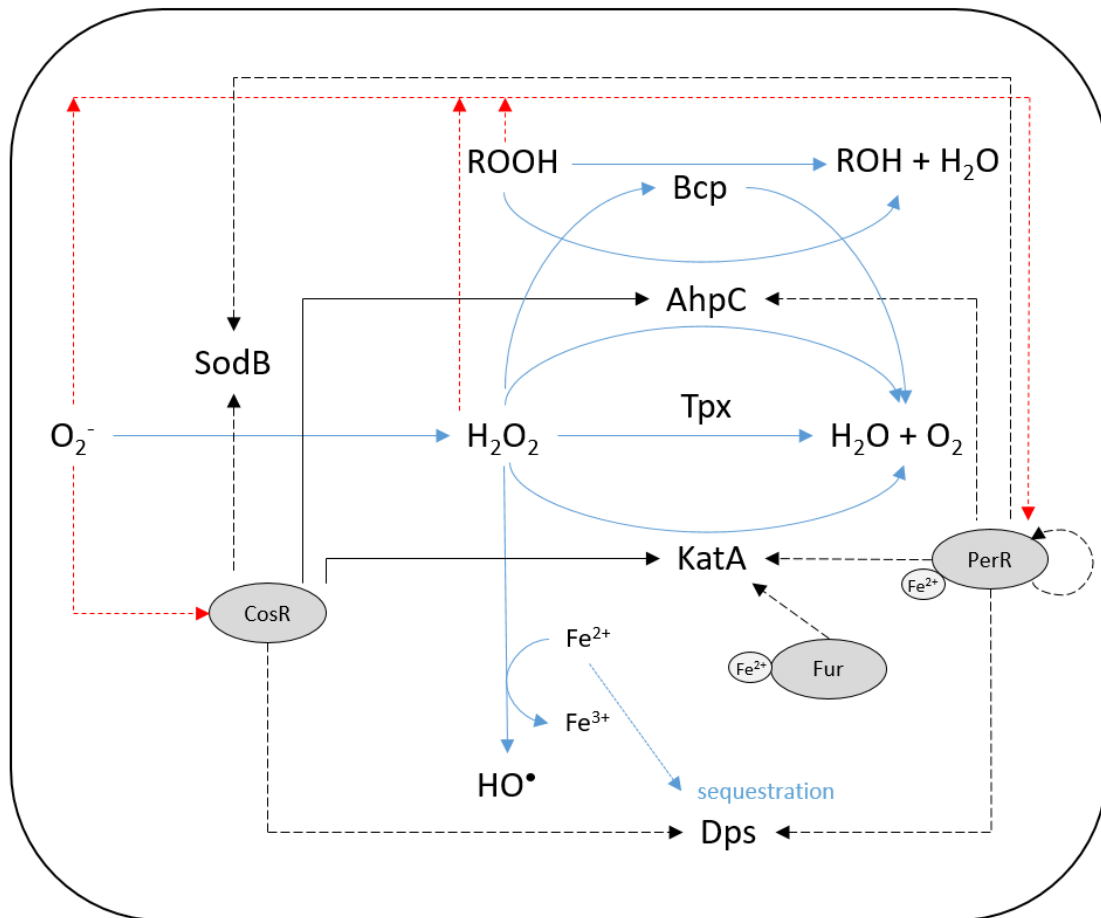 ROOH
ROH + H₂O
Bcp
AhpC
SodB
Tpx
O₂⁻
H₂O₂
H₂O + O₂
KatA
PerR
Fe²⁺
CosR
Fe²⁺
Fe²⁺
Fur
Fe³⁺
HO•
sequestration
Dps